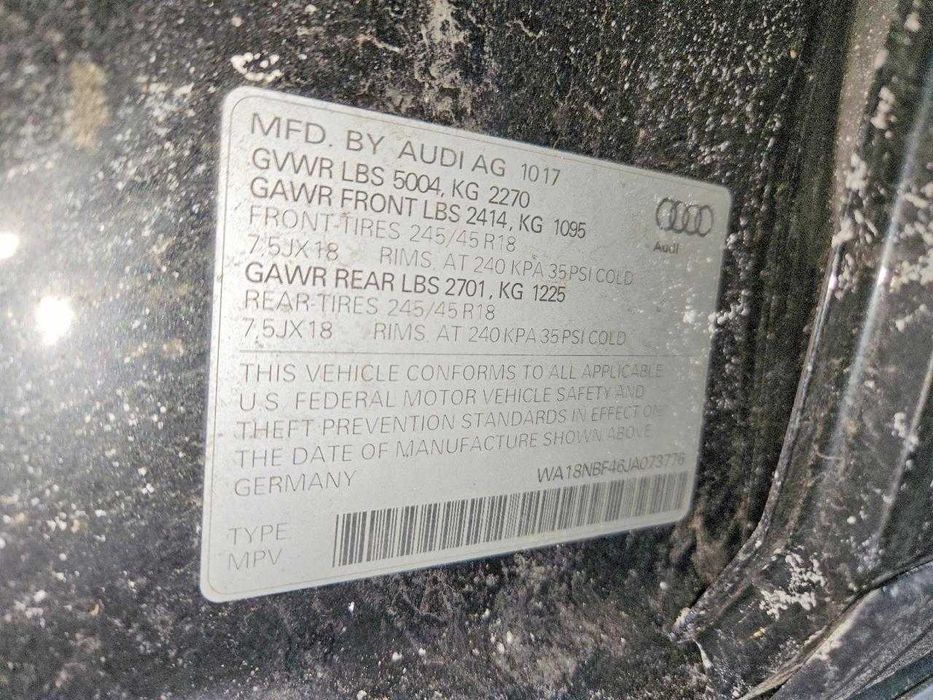 MFD. BY AUDI AG 1017
GVWR LBS 5004, KG 2270
GAWR FRONT LBS 2414, KG 1095
FRONT-TIRES 245/45 R18
7,5JX18 RIMS AT 240 KPA 35 PSI COLD
GAWR REAR LBS 2701, KG 1225
REAR-TIRES 245/45 R18
7,5JX18 RIMS AT 240 KPA 35 PSI COLD
Audi
THIS VEHICLE CONFORMS TO ALL APPLICABLE
U.S. FEDERAL MOTOR VEHICLE SAFETY AND
THEFT PREVENTION STANDARDS IN EFFECT ON
THE DATE OF MANUFACTURE SHOWN ABOVE
GERMANY WA18NBF46JA073776
TYPE
MPV